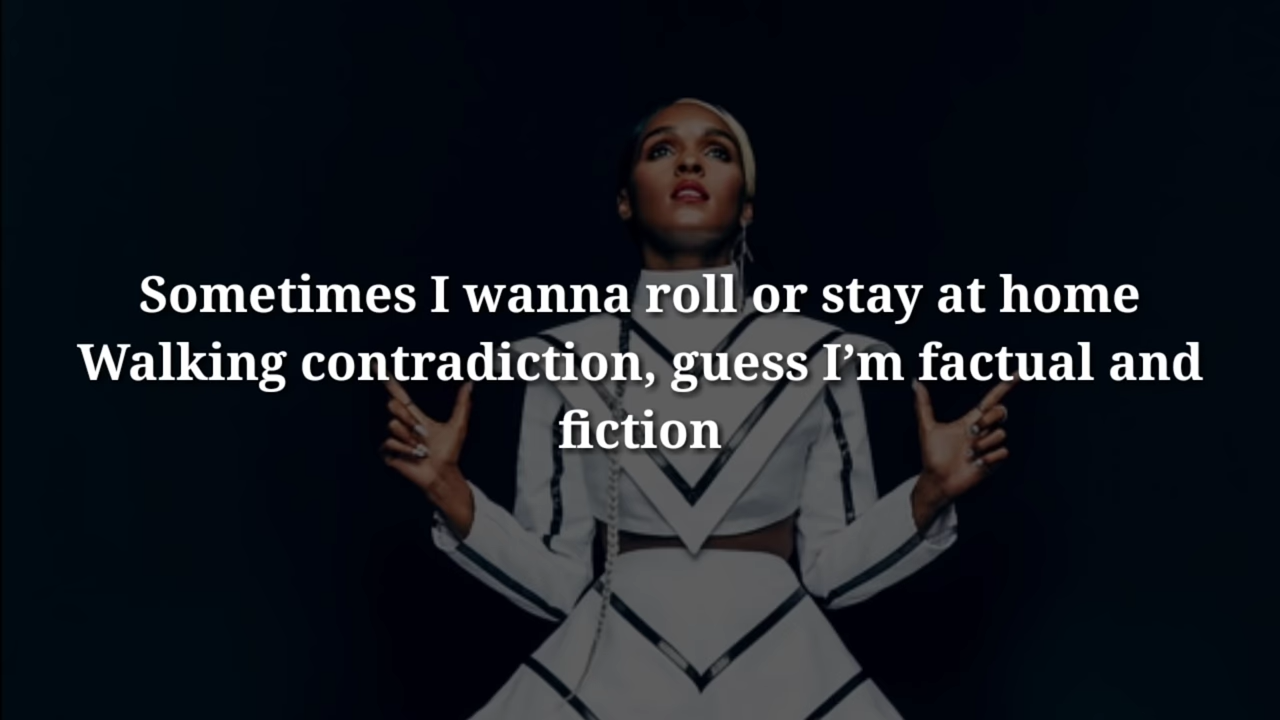 Sometimes I wanna roll or stay at home
Walking contradiction, guess I’m factual and
fiction